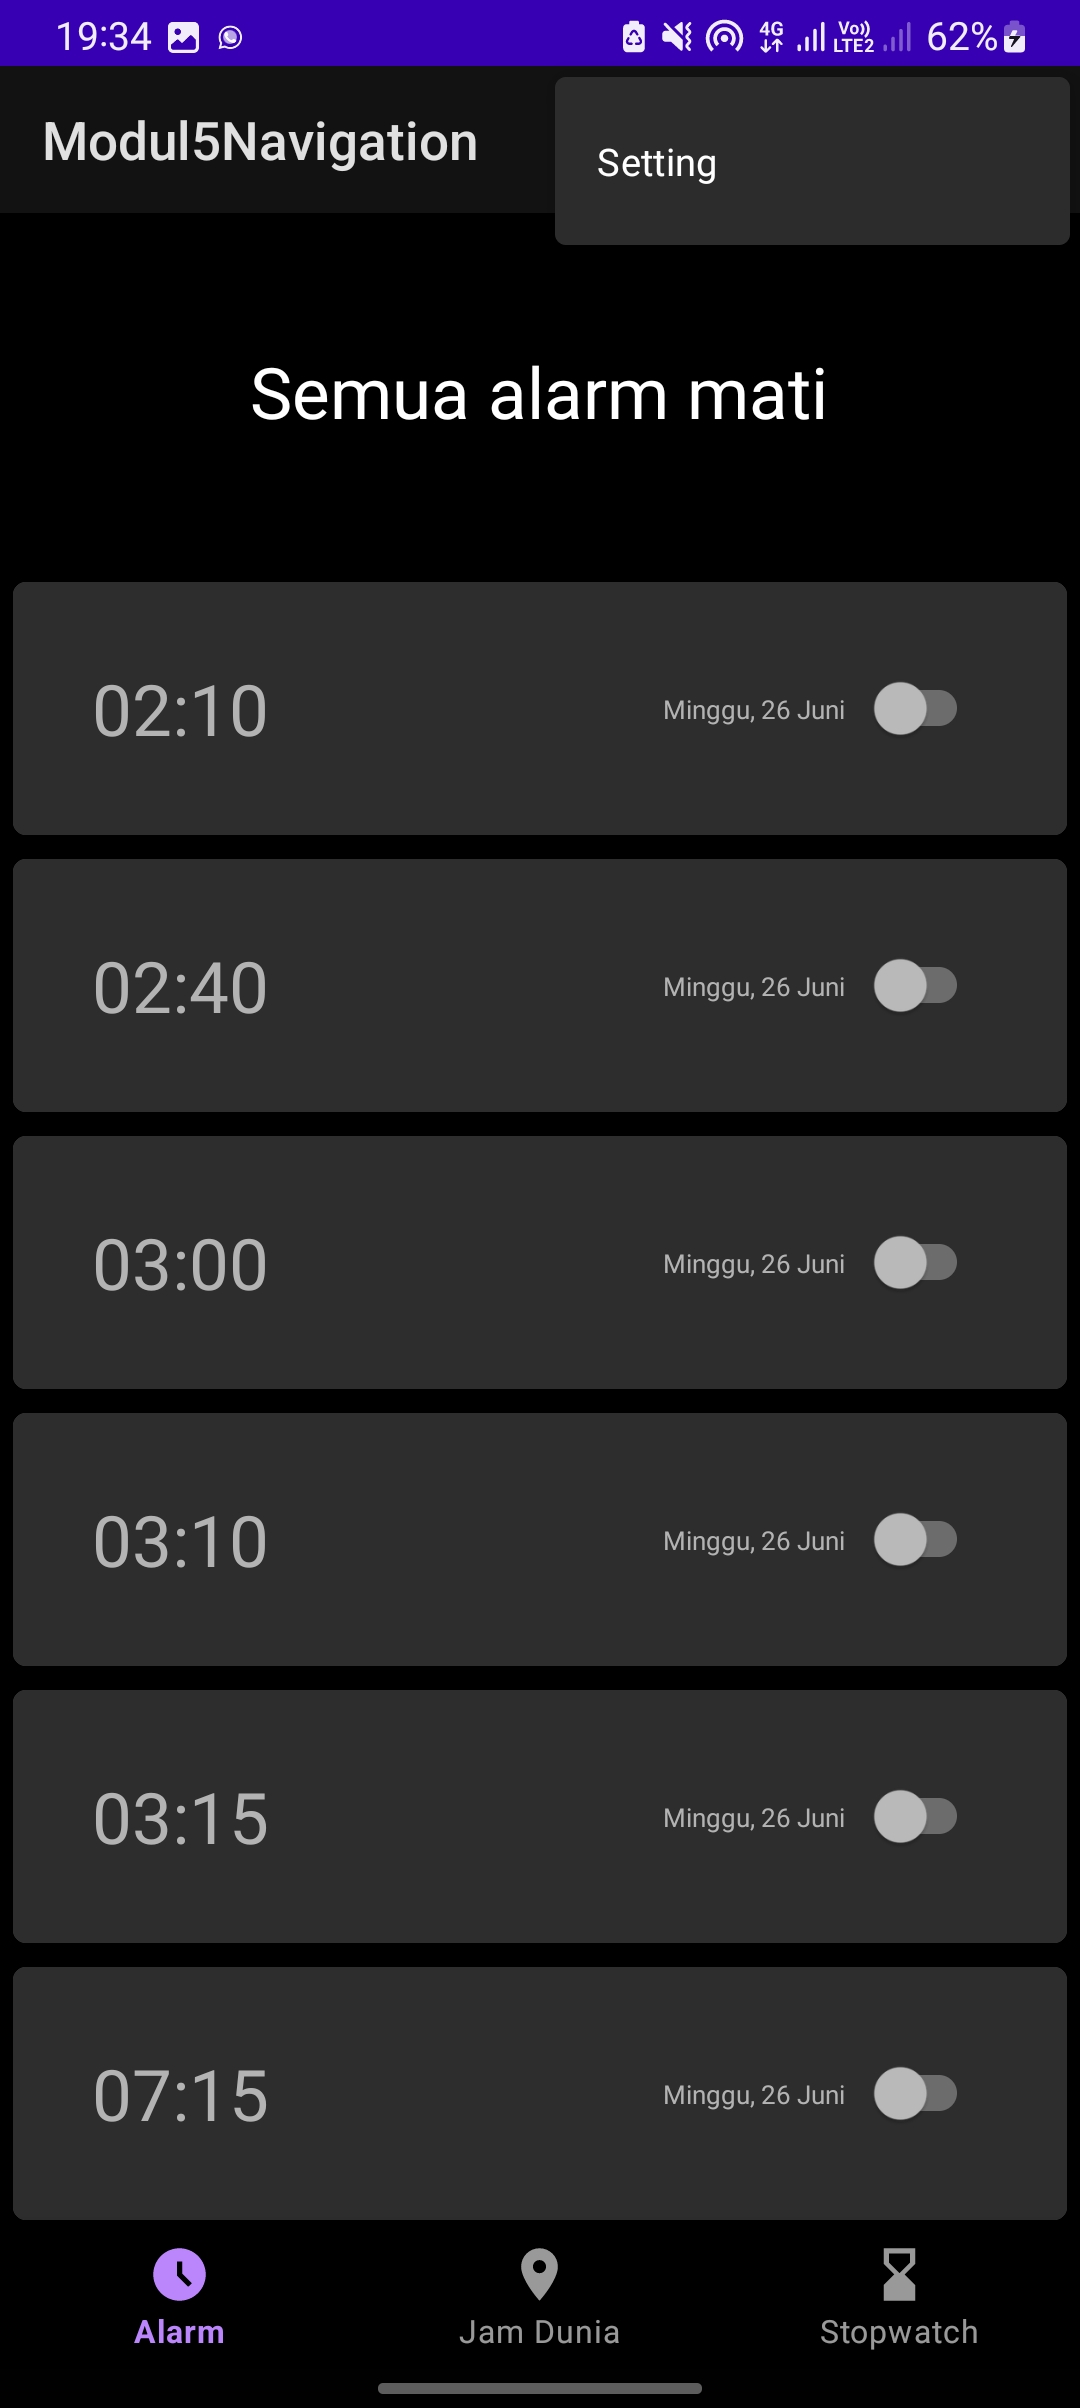 19:34 4G Vo)) LTE2 62%
Modul5Navigation
Setting
Semua alarm mati
02:10 Minggu, 26 Juni
02:40 Minggu, 26 Juni
03:00 Minggu, 26 Juni
03:10 Minggu, 26 Juni
03:15 Minggu, 26 Juni
07:15 Minggu, 26 Juni
Alarm Jam Dunia Stopwatch